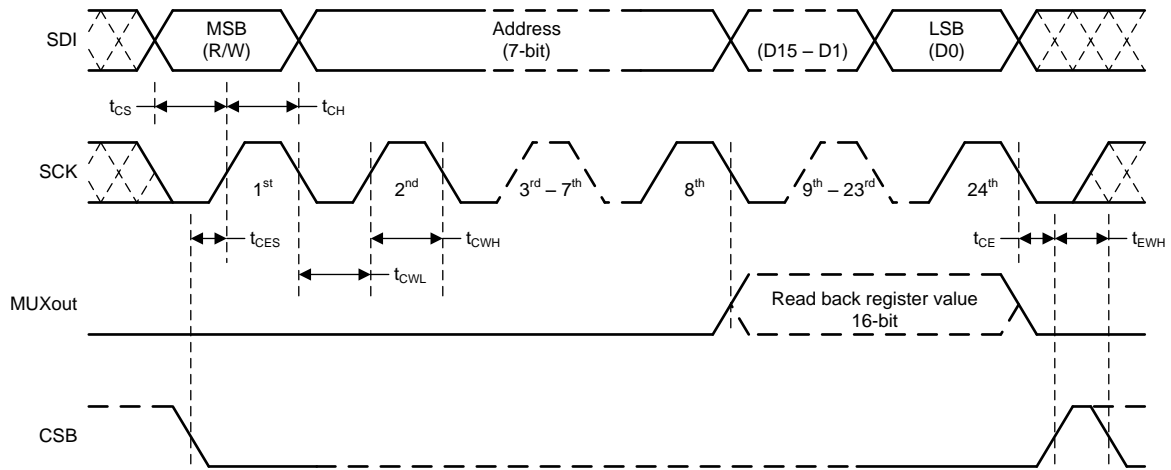 SDI
MSB
(R/W)
Address
(7-bit)
(D15 – D1)
LSB
(D0)
tCS
tCH
SCK
1st
2nd
3rd – 7th
8th
9th – 23rd
24th
tCES
tCWH
tCE
tEWH
tCWL
MUXout
Read back register value
16-bit
CSB